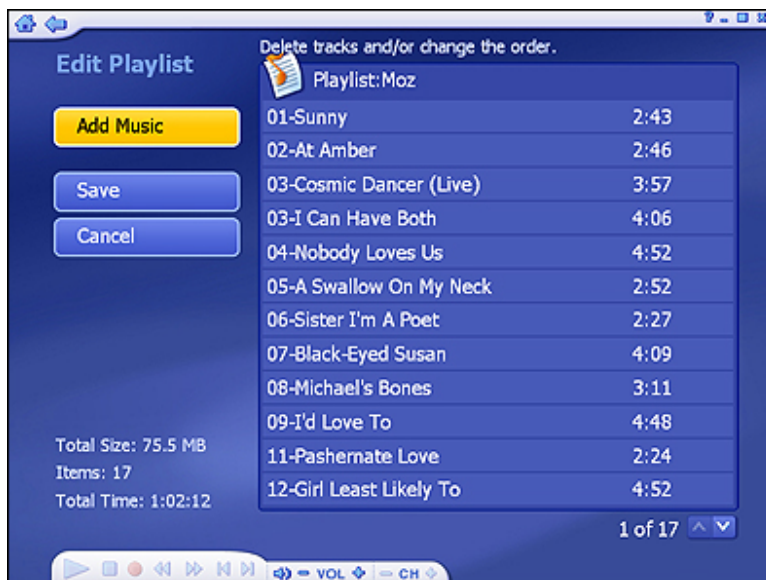 Edit Playlist
Delete tracks and/or change the order.
Playlist:Moz
Add Music
Save
Cancel
01-Sunny 2:43
02-At Amber 2:46
03-Cosmic Dancer (Live) 3:57
03-I Can Have Both 4:06
04-Nobody Loves Us 4:52
05-A Swallow On My Neck 2:52
06-Sister I'm A Poet 2:27
07-Black-Eyed Susan 4:09
08-Michael's Bones 3:11
09-I'd Love To 4:48
11-Pashernate Love 2:24
12-Girl Least Likely To 4:52
Total Size: 75.5 MB
Items: 17
Total Time: 1:02:12
1 of 17
VOL
CH